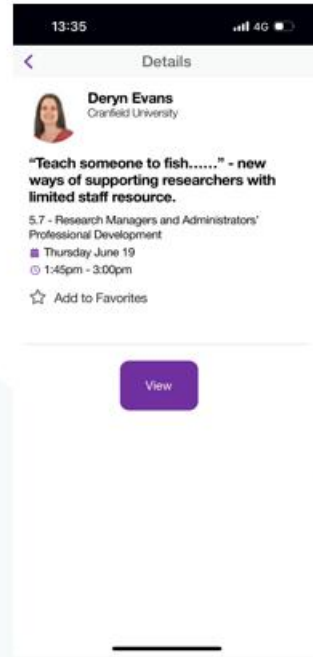 13:35
4G
Details
Deryn Evans
Cranfield University
“Teach someone to fish……” - new
ways of supporting researchers with
limited staff resource.
5.7 - Research Managers and Administrators'
Professional Development
Thursday June 19
1:45pm - 3:00pm
Add to Favorites
View